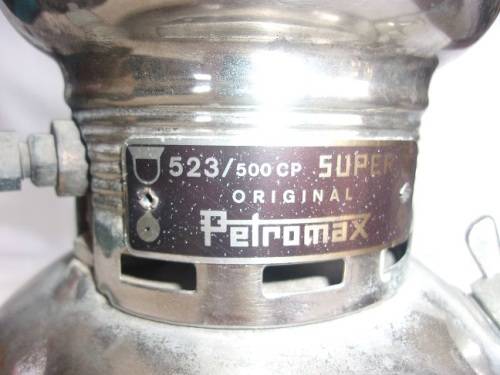 523/500 CP SUPER
ORIGINAL
Petromax